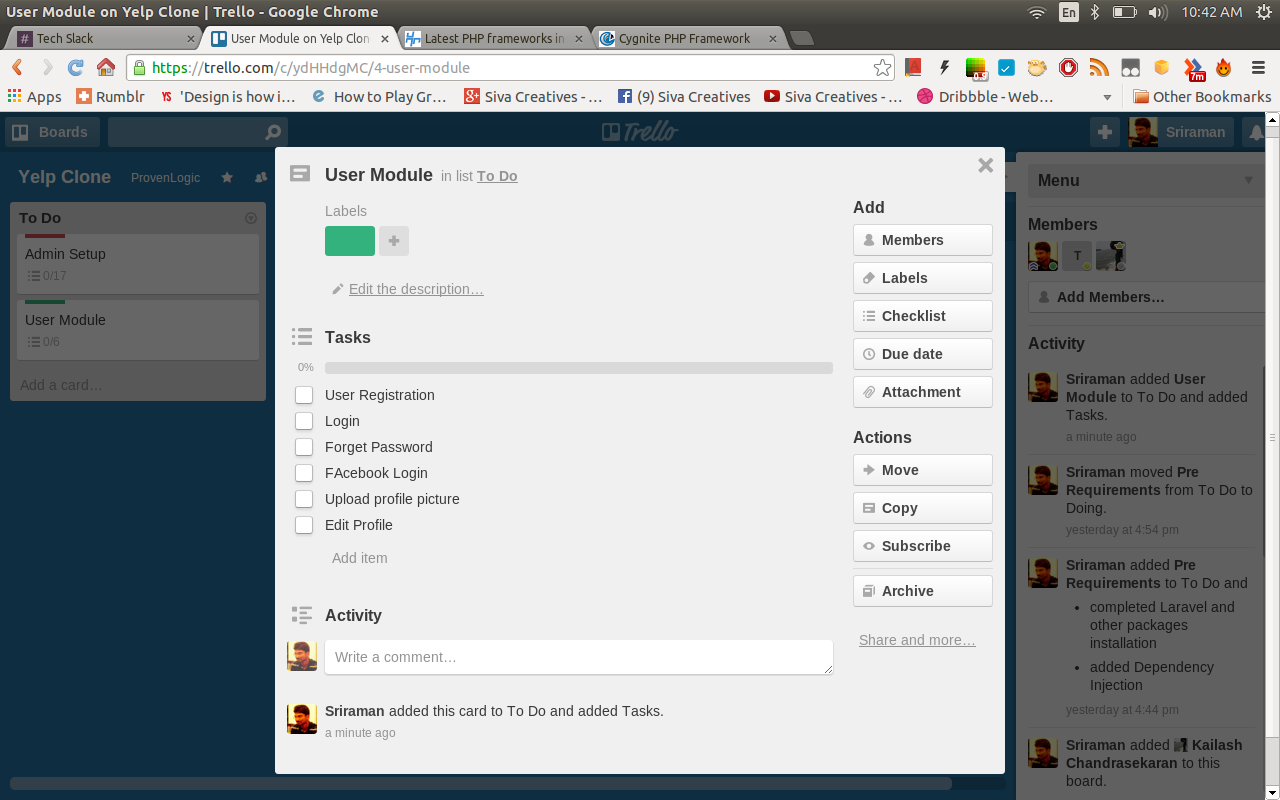 User Module on Yelp Clone | Trello - Google Chrome
En
10:42 AM
Tech Slack
User Module on Yelp Clon
Latest PHP frameworks in
Cygnite PHP Framework
https://trello.com/c/ydHHdgMC/4-user-module
0.9
7m
Apps
Rumblr
YS
'Design is how i…
How to Play Gr…
Siva Creatives - …
(9) Siva Creatives
Siva Creatives - …
Dribbble - Web…
Other Bookmarks
Boards
Trello
Sriraman
Yelp Clone
ProvenLogic
To Do
Admin Setup
0/17
User Module
0/6
Add a card…
User Module in list To Do
Labels
Edit the description…
Tasks
0%
User Registration
Login
Forget Password
FAcebook Login
Upload profile picture
Edit Profile
Add item
Activity
Write a comment…
Sriraman added this card to To Do and added Tasks.
a minute ago
Add
Members
Labels
Checklist
Due date
Attachment
Actions
Move
Copy
Subscribe
Archive
Share and more…
Menu
Members
T
Add Members…
Activity
Sriraman added User
Module to To Do and added
Tasks.
a minute ago
Sriraman moved Pre
Requirements from To Do to
Doing.
yesterday at 4:54 pm
Sriraman added Pre
Requirements to To Do and
• completed Laravel and
other packages
installation
• added Dependency
Injection
yesterday at 4:44 pm
Sriraman added Kailash
Chandrasekaran to this
board.